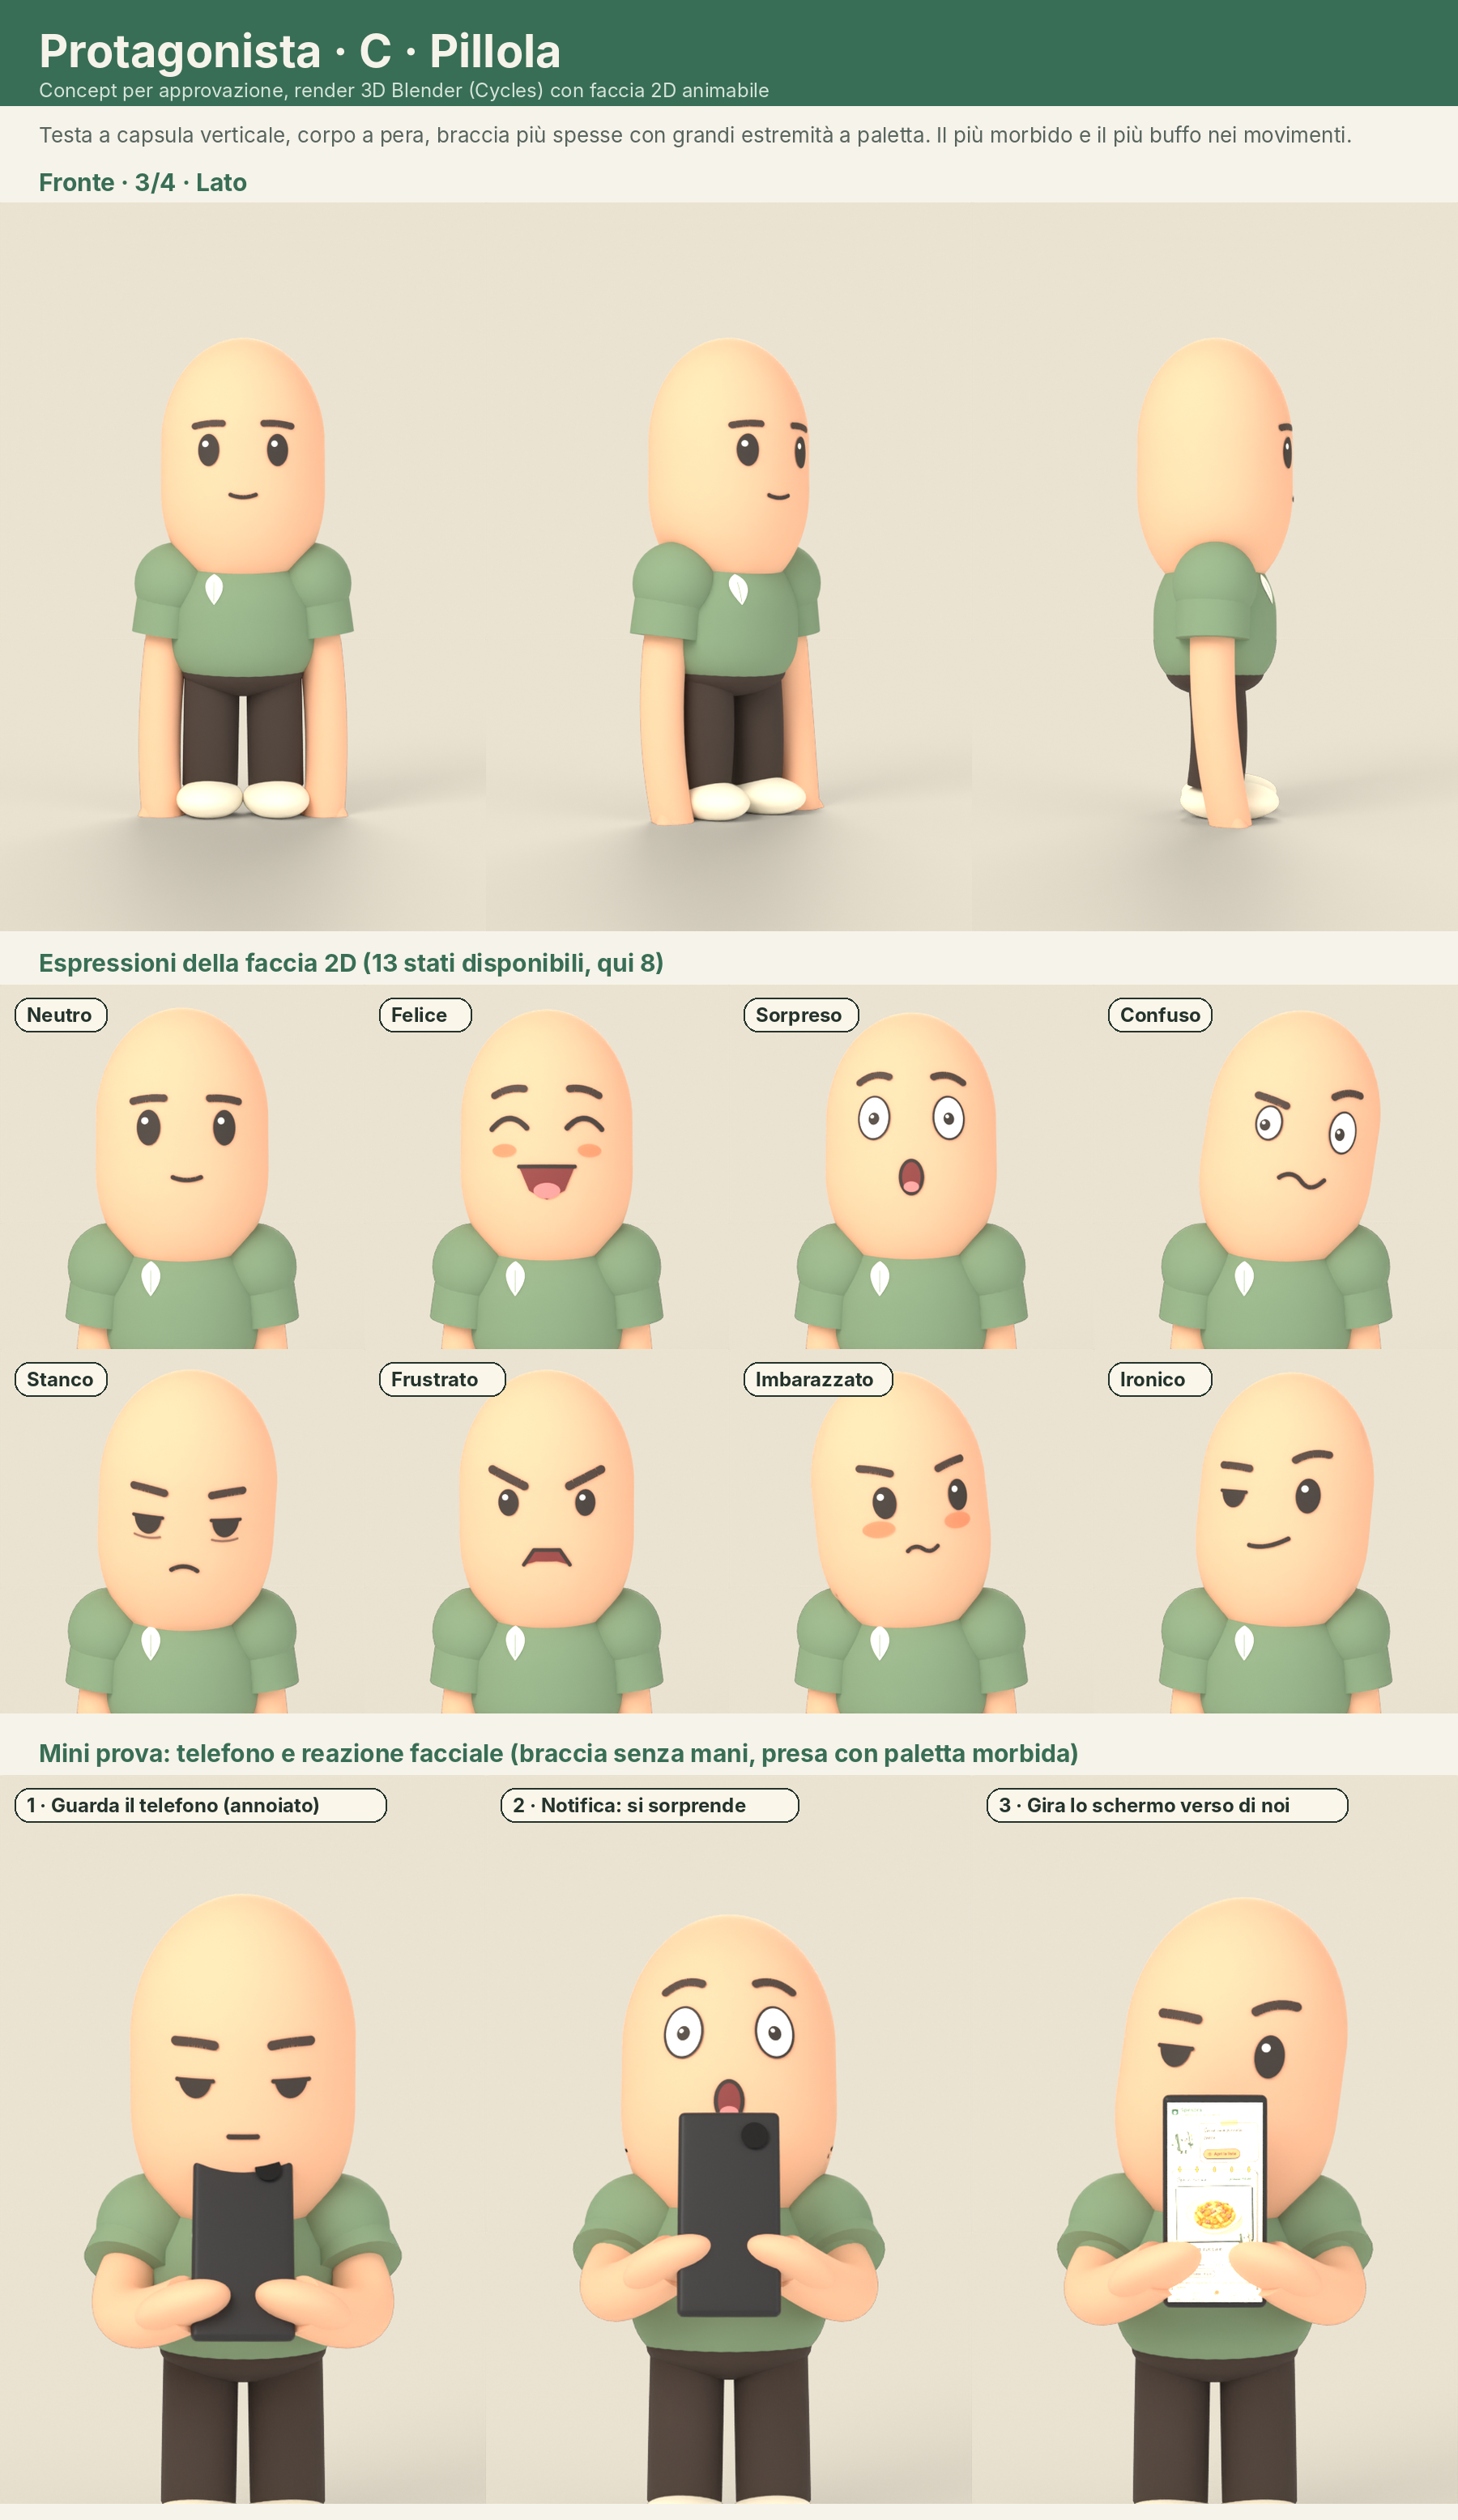 Protagonista · C · Pillola
Concept per approvazione, render 3D Blender (Cycles) con faccia 2D animabile
Testa a capsula verticale, corpo a pera, braccia più spesse con grandi estremità a paletta. Il più morbido e il più buffo nei movimenti.
Fronte · 3/4 · Lato
Espressioni della faccia 2D (13 stati disponibili, qui 8)
Neutro
Felice
Sorpreso
Confuso
Stanco
Frustrato
Imbarazzato
Ironico
Mini prova: telefono e reazione facciale (braccia senza mani, presa con paletta morbida)
1 · Guarda il telefono (annoiato)
2 · Notifica: si sorprende
3 · Gira lo schermo verso di noi